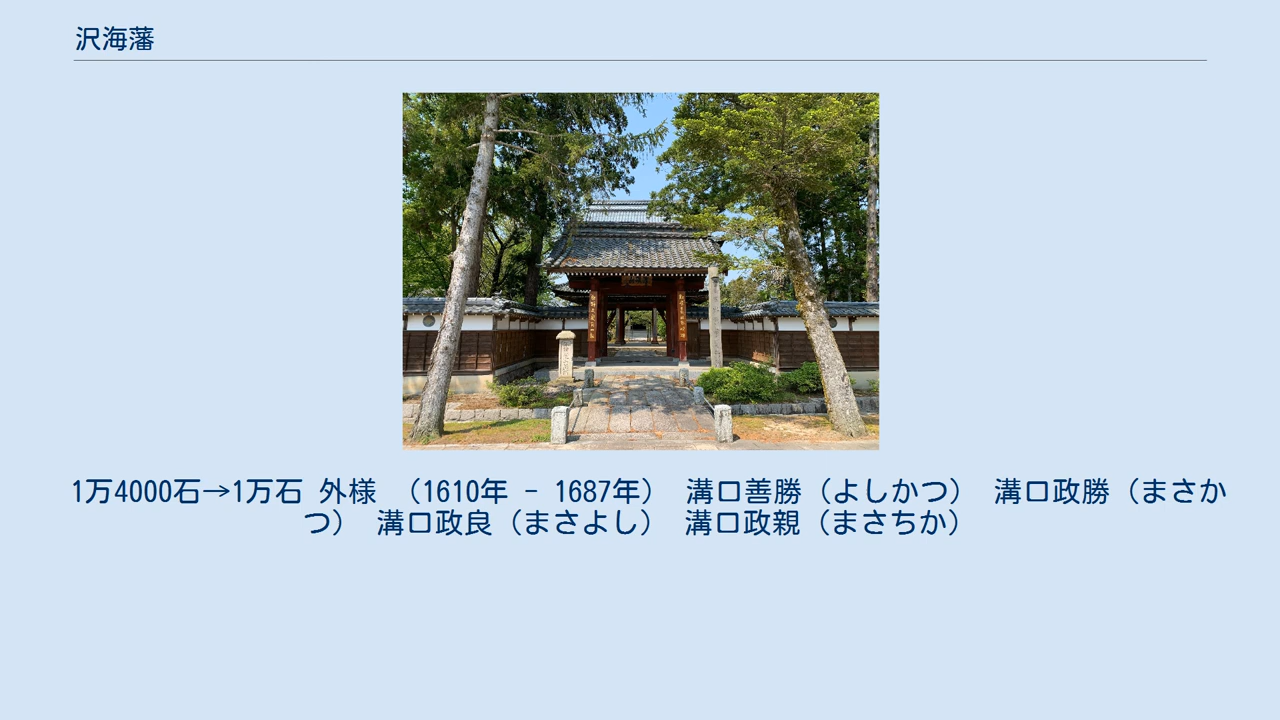 沢海藩
1万4000石→1万石 外様 （1610年 - 1687年） 溝口善勝（よしかつ） 溝口政勝（まさか
つ） 溝口政良（まさよし） 溝口政親（まさちか）